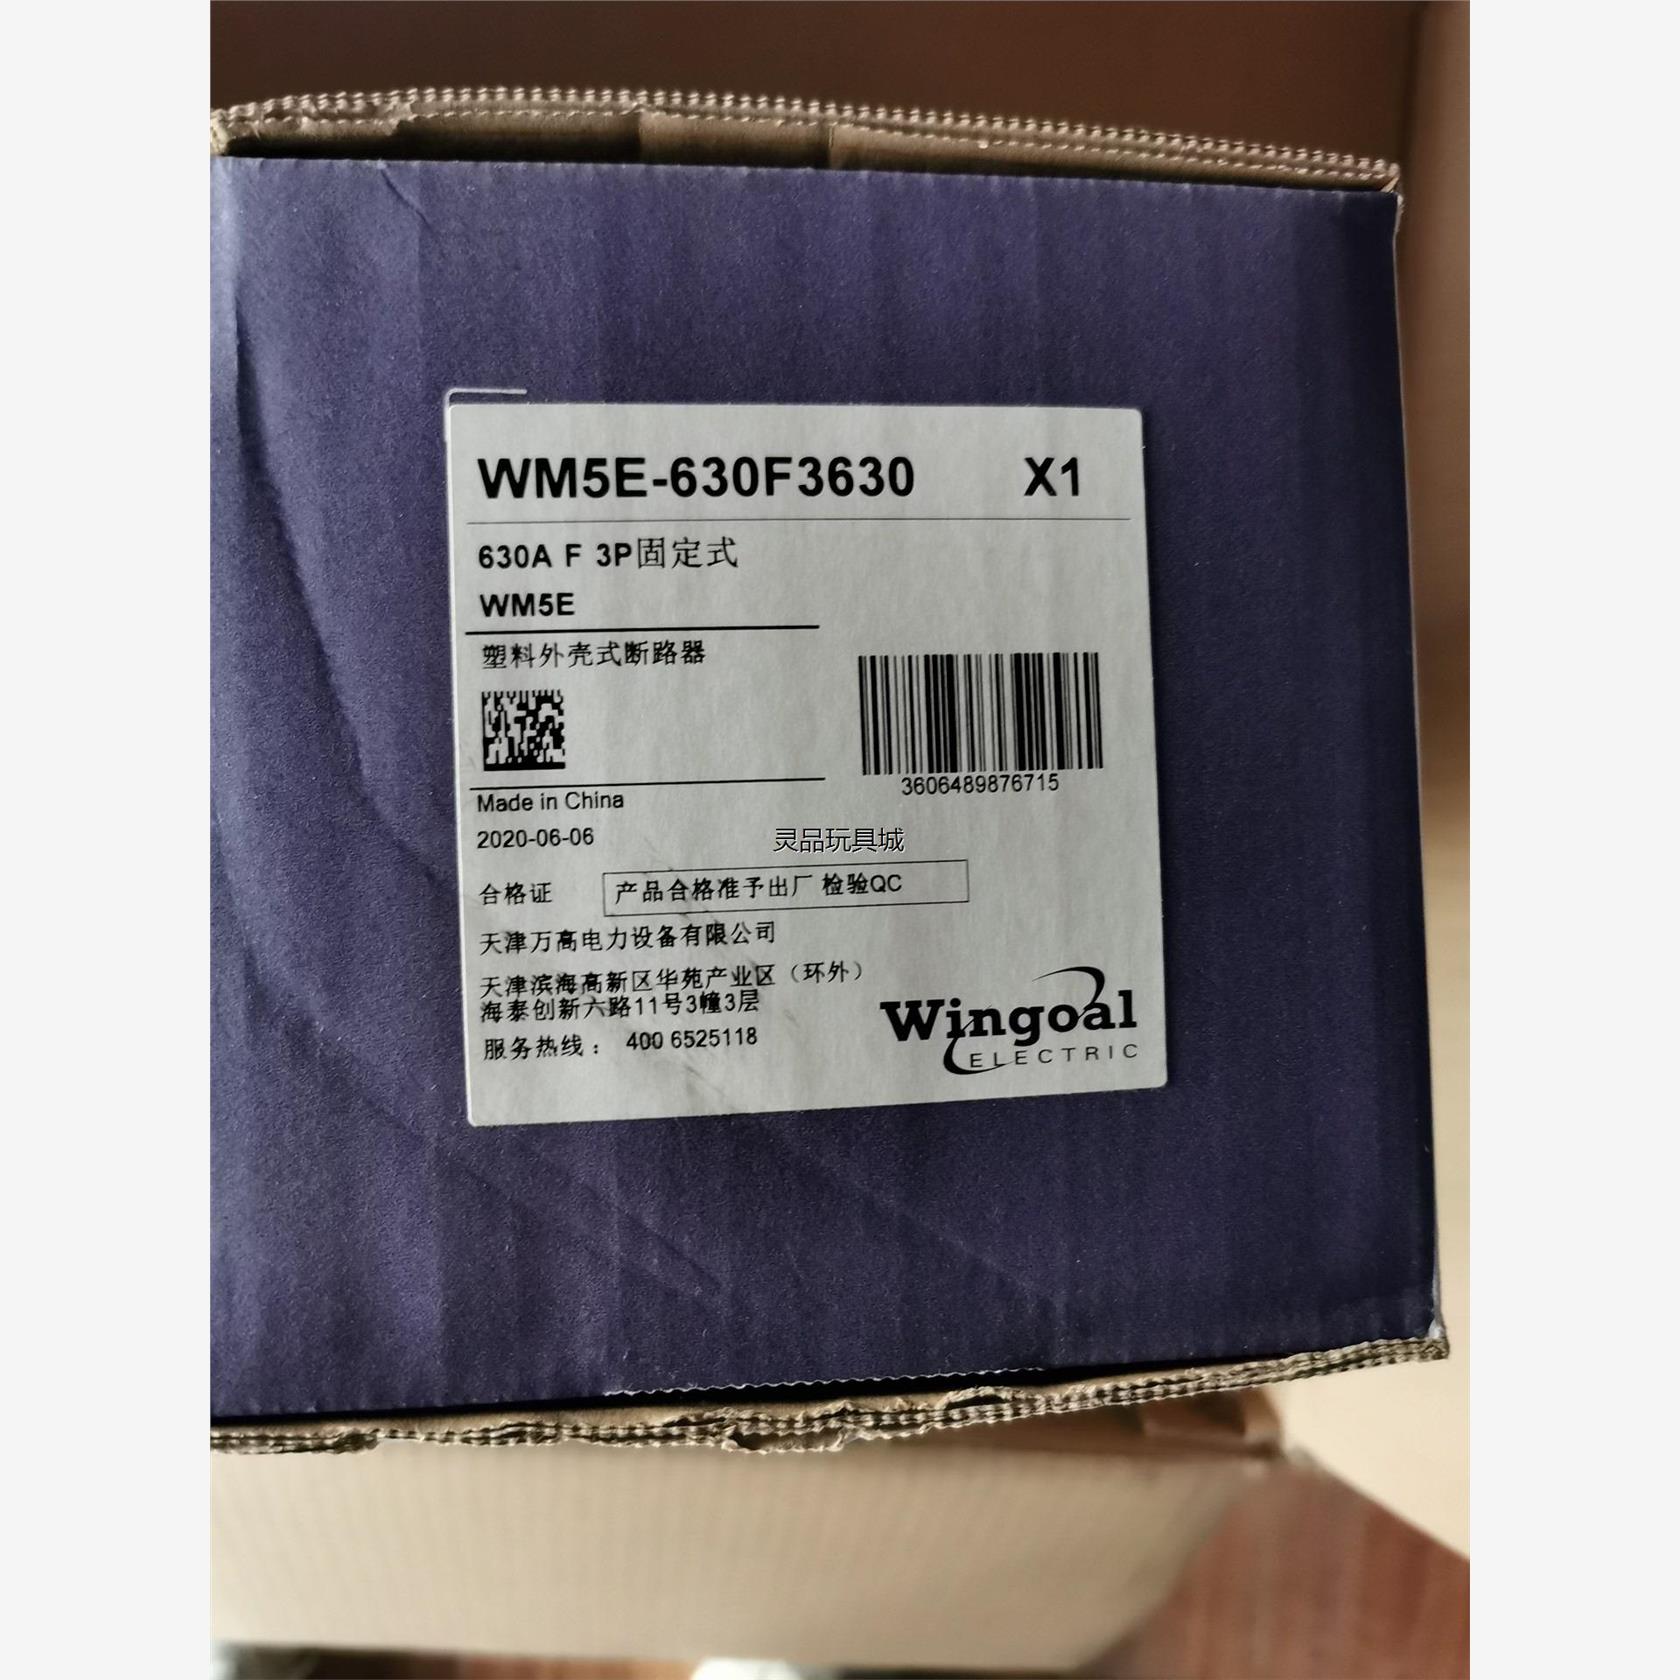 WM5E-630F3630 X1
630A F 3P固定式
WM5E
塑料外壳式断路器
3606489876715
Made in China
2020-06-06
灵品玩具城
合格证 产品合格准予出厂 检验QC
天津万高电力设备有限公司
天津滨海高新区华苑产业区（环外）
海泰创新六路11号3幢3层
服务热线： 400 6525118
Wingoal
ELECTRIC